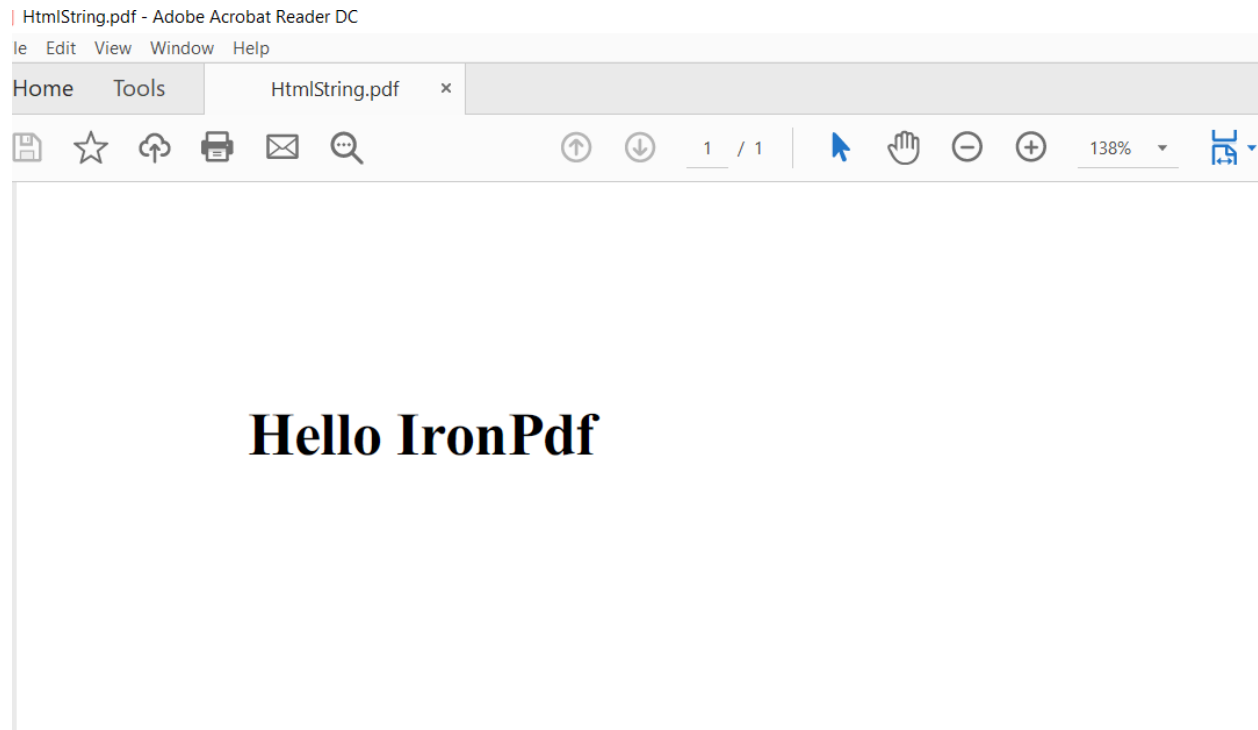 HtmlString.pdf - Adobe Acrobat Reader DC
le Edit View Window Help
Home Tools HtmlString.pdf ×
1 / 1 138%
Hello IronPdf